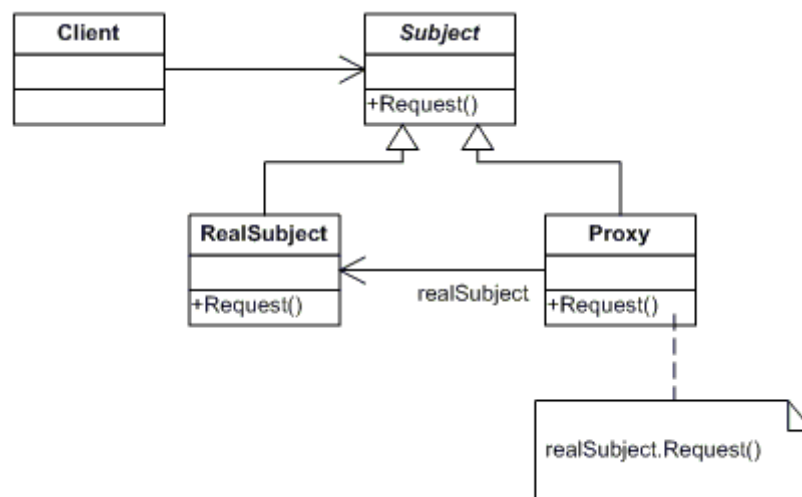 Client
Subject
+Request()
RealSubject
+Request()
realSubject
Proxy
+Request()
realSubject.Request()